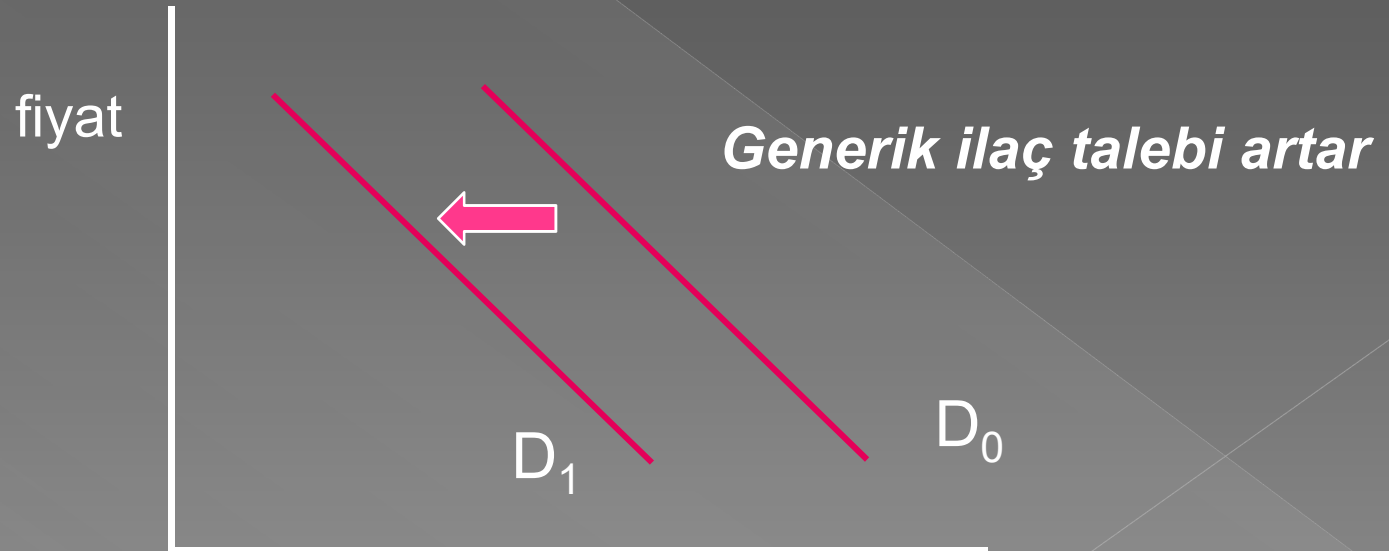 fiyat
Generik ilaç talebi artar
D₀
D₁